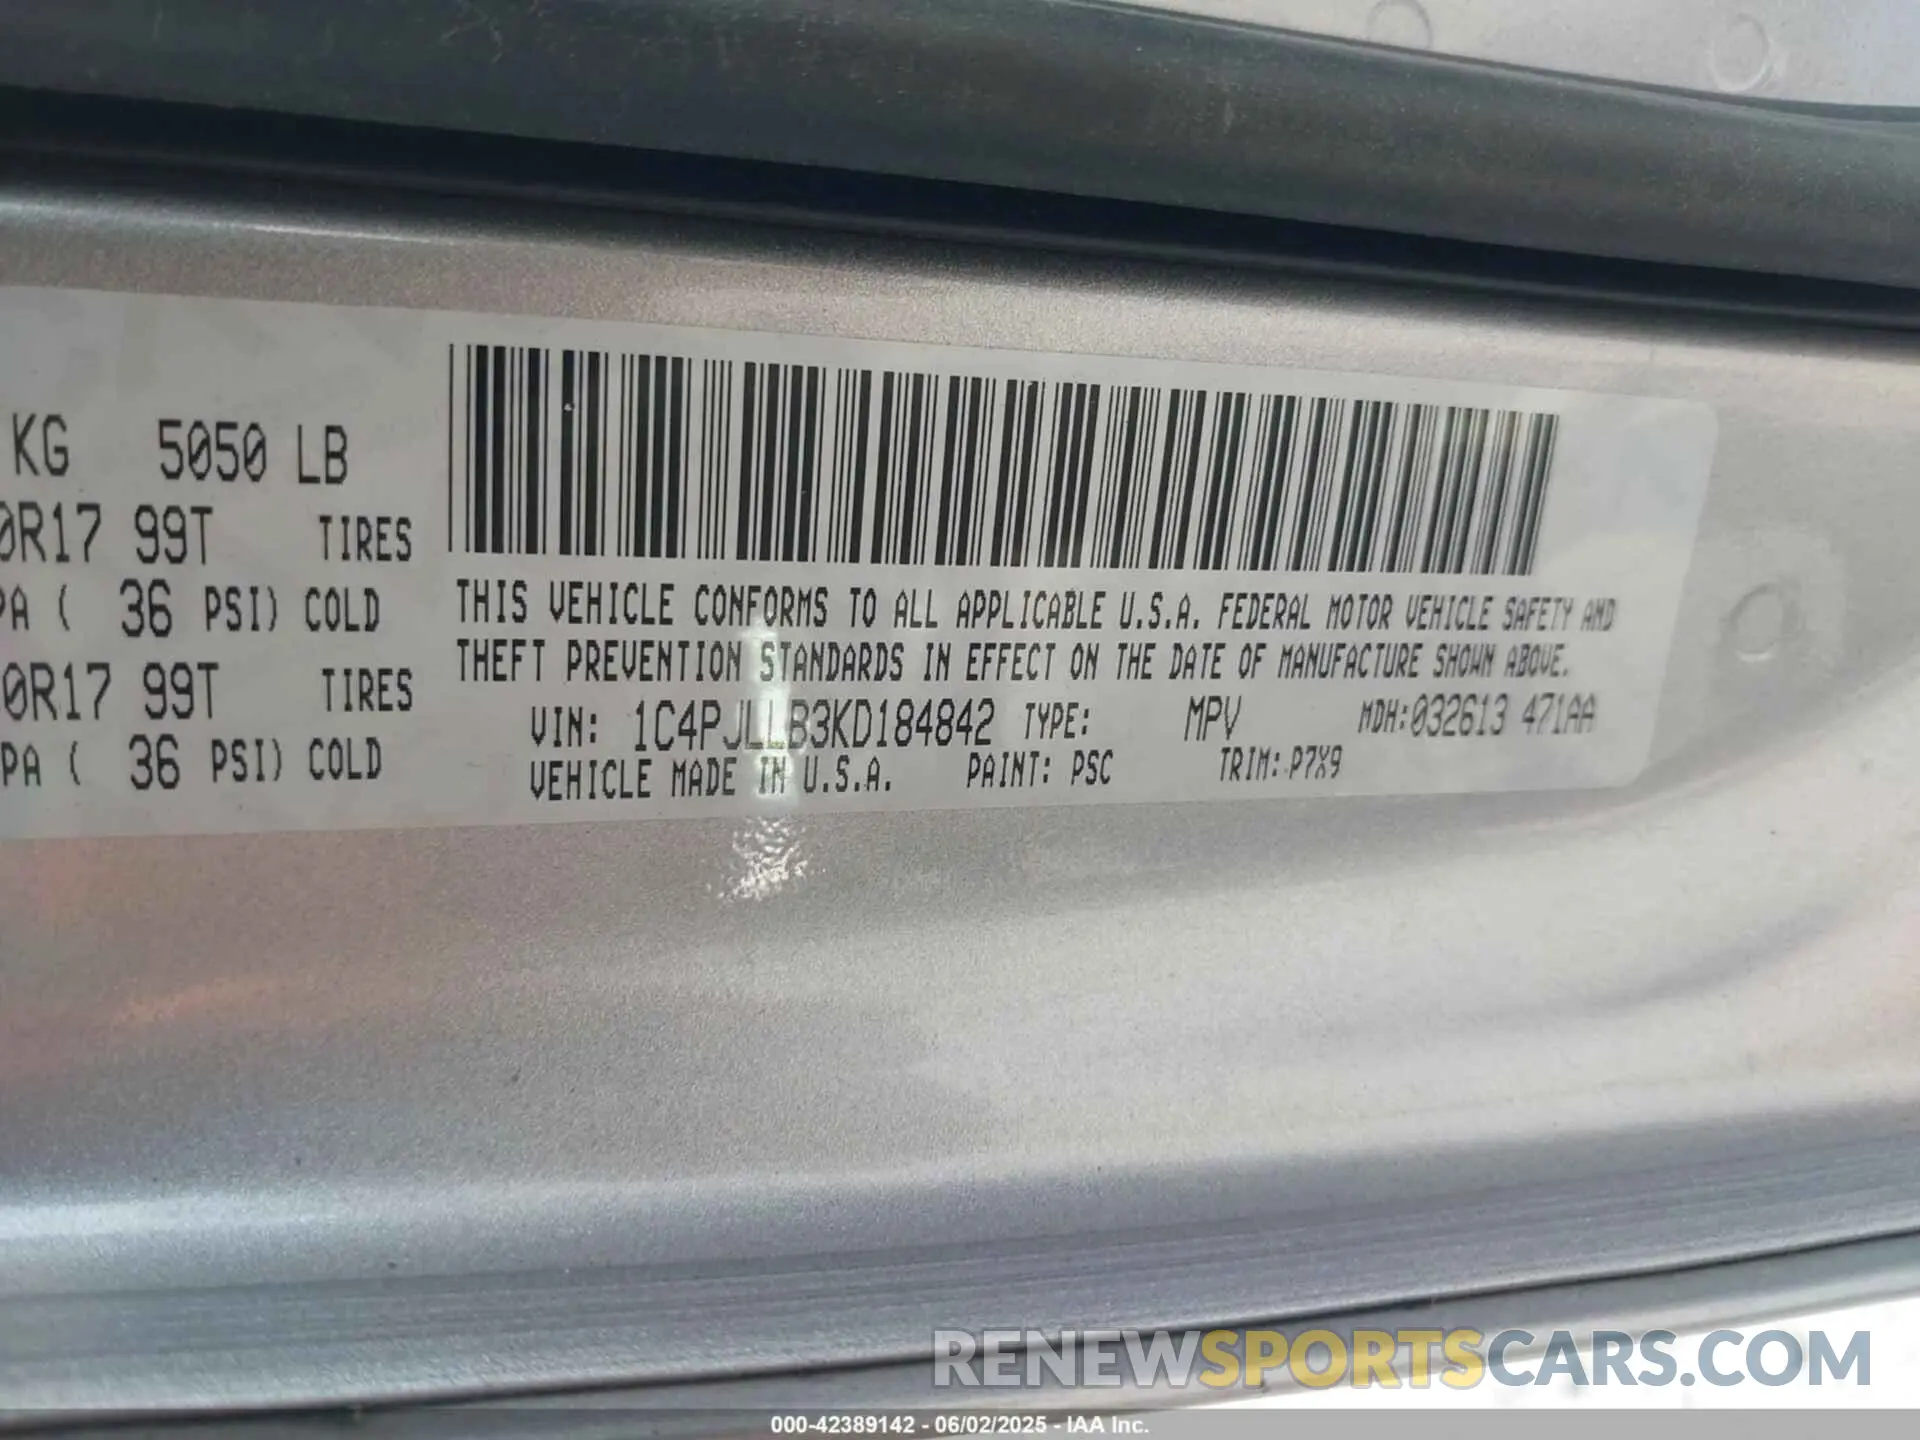 KG 5050 LB
0R17 99T TIRES
PA ( 36 PSI) COLD
0R17 99T TIRES
PA ( 36 PSI) COLD
THIS VEHICLE CONFORMS TO ALL APPLICABLE U.S.A. FEDERAL MOTOR VEHICLE SAFETY AND
THEFT PREVENTION STANDARDS IN EFFECT ON THE DATE OF MANUFACTURE SHOWN ABOVE.
VIN: 1C4PJLLB3KD184842 TYPE: MPV MDH:032613 471AA
VEHICLE MADE IN U.S.A. PAINT: PSC TRIM: P7X9
RENEWSPORTSCARS.COM
000-42389142 - 06/02/2025 - IAA Inc.